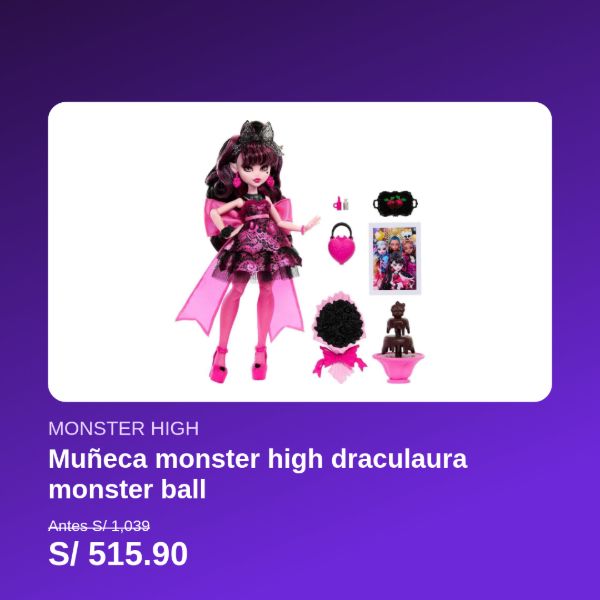 MONSTER HIGH
Muñeca monster high draculaura
monster ball
Antes S/ 1,039
S/ 515.90